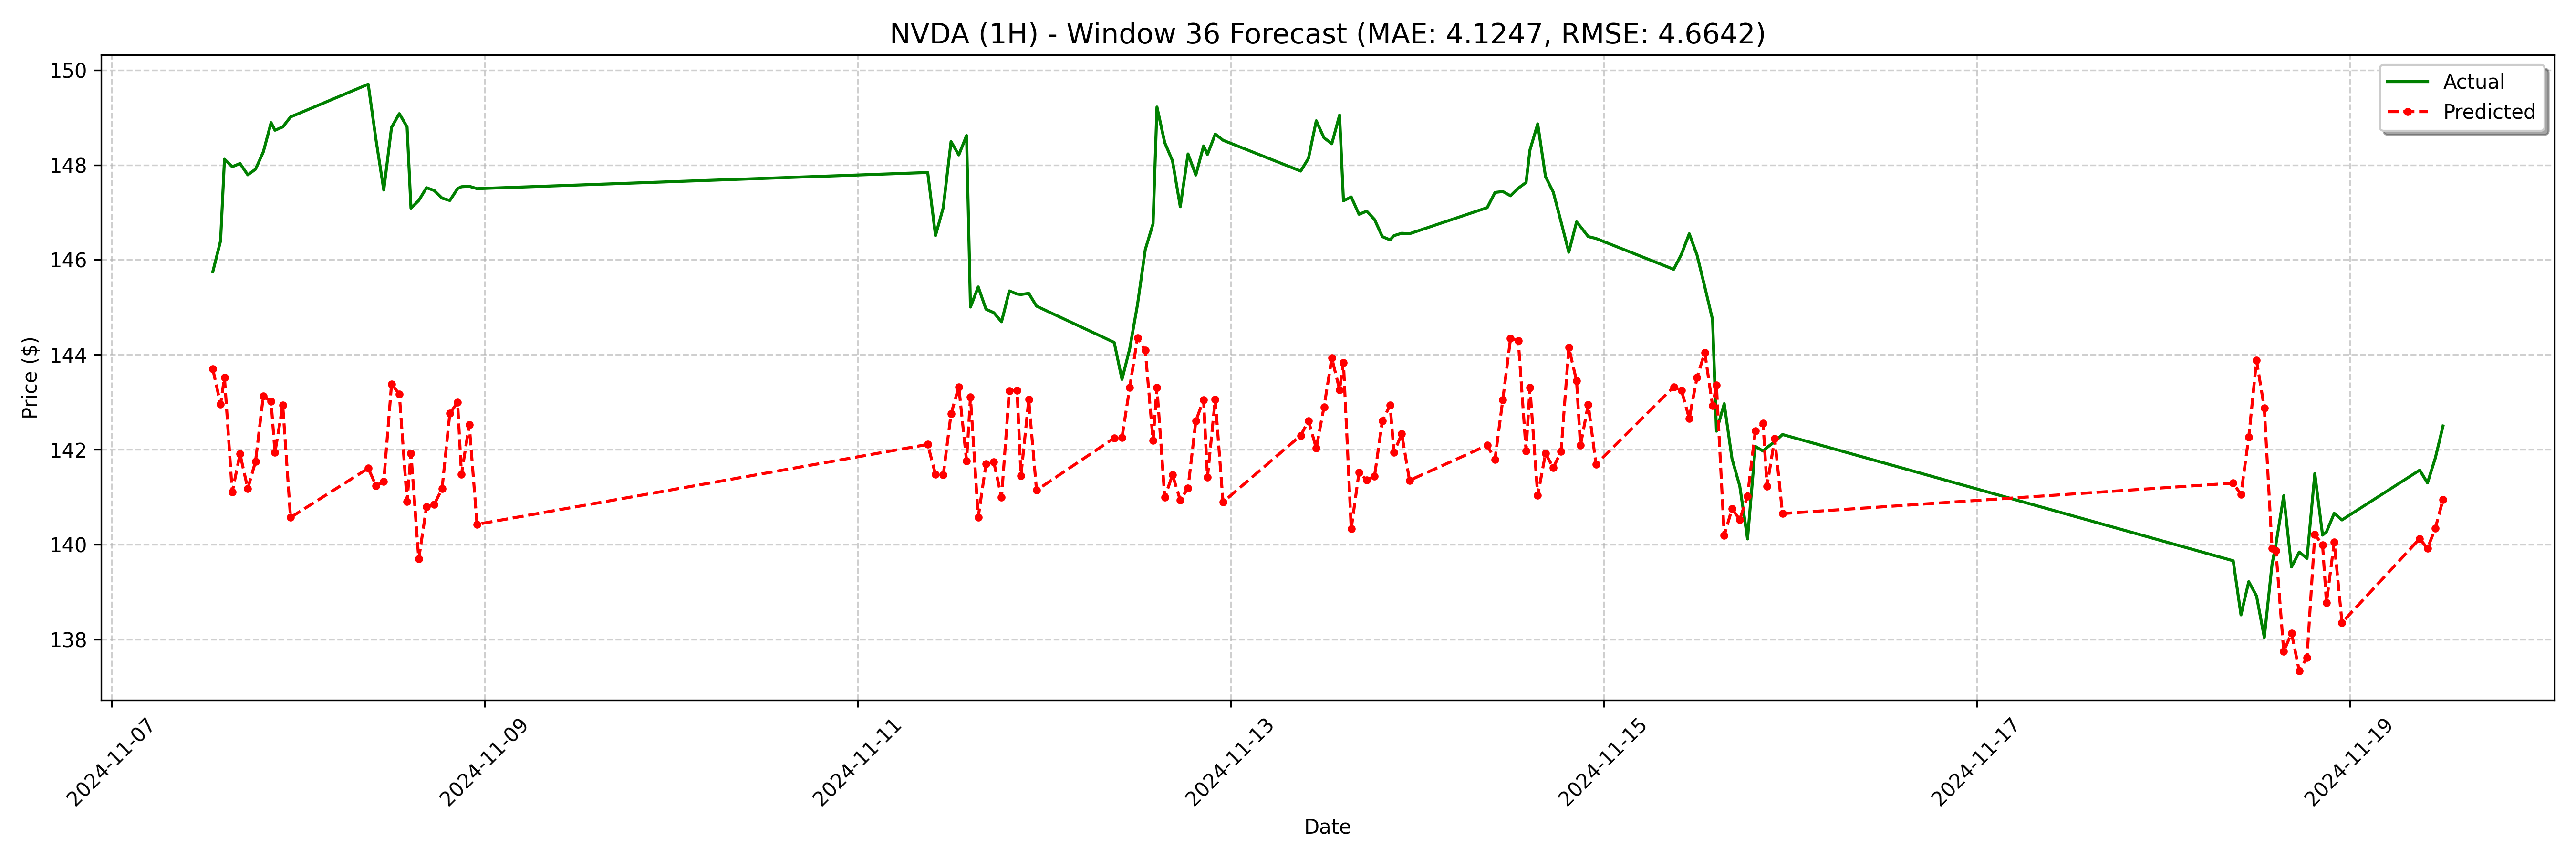 NVDA (1H) - Window 36 Forecast (MAE: 4.1247, RMSE: 4.6642)
Actual
Predicted
Price ($)
150
148
146
144
142
140
138
2024-11-07
2024-11-09
2024-11-11
2024-11-13
2024-11-15
2024-11-17
2024-11-19
Date